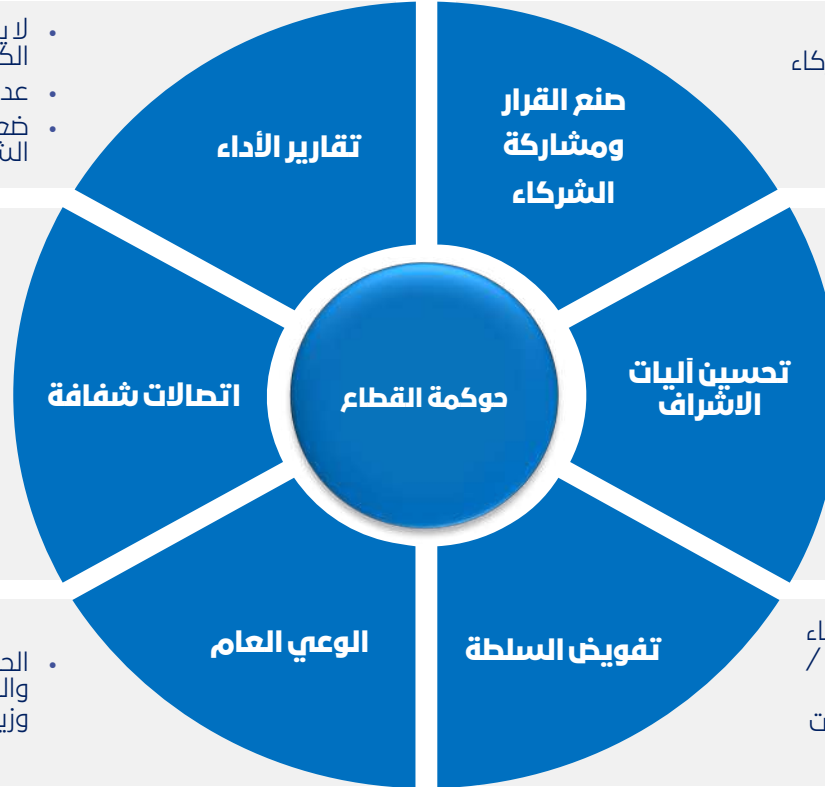 صنع القرار
ومشاركة
الشركاء
تحسين آليات
الاشراف
تفويض السلطة
الوعي العام
اتصالات شفافة
تقارير الأداء
حوكمة القطاع
/